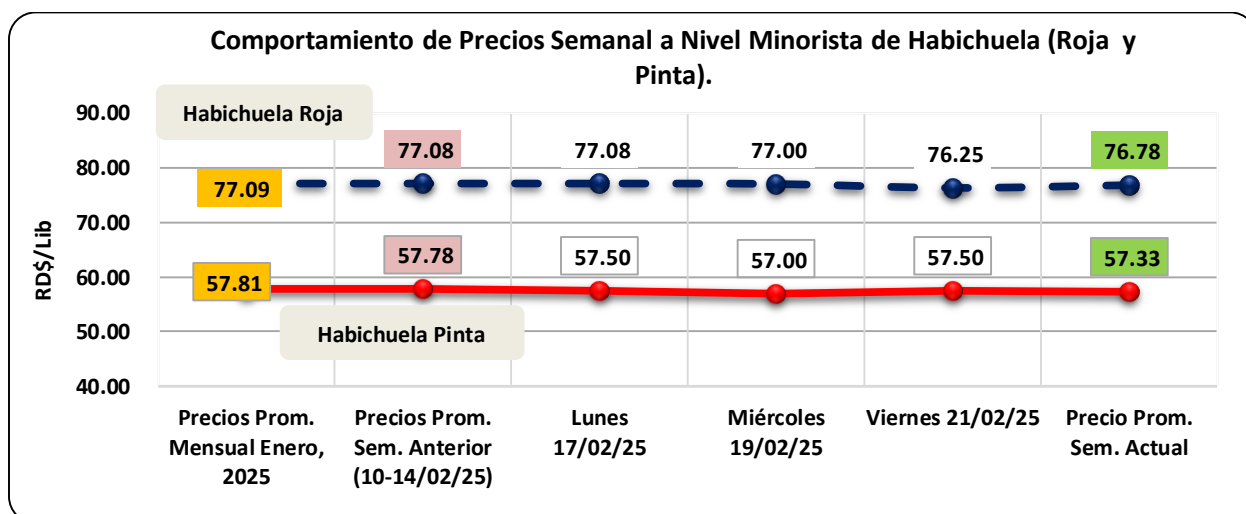 Comportamiento de Precios Semanal a Nivel Minorista de Habichuela (Roja y
Pinta).
RD$/Lib
90.00
80.00
70.00
60.00
50.00
40.00
Habichuela Roja
77.09
77.08
77.08
77.00
76.25
76.78
57.81
57.78
57.50
57.00
57.50
57.33
Habichuela Pinta
Precios Prom.
Mensual Enero,
2025
Precios Prom.
Sem. Anterior
(10-14/02/25)
Lunes
17/02/25
Miércoles
19/02/25
Viernes 21/02/25
Precio Prom.
Sem. Actual